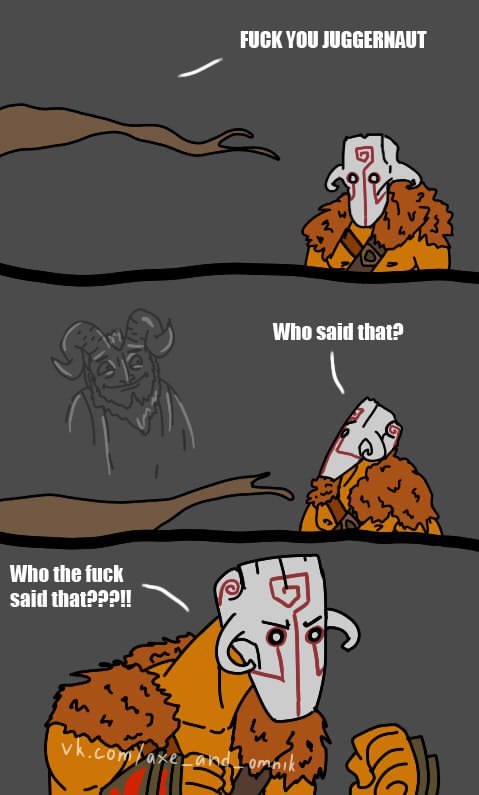 FUCK YOU JUGGERNAUT
Who said that?
Who the fuck
said that???!!
vk.com/axe_and_omnik